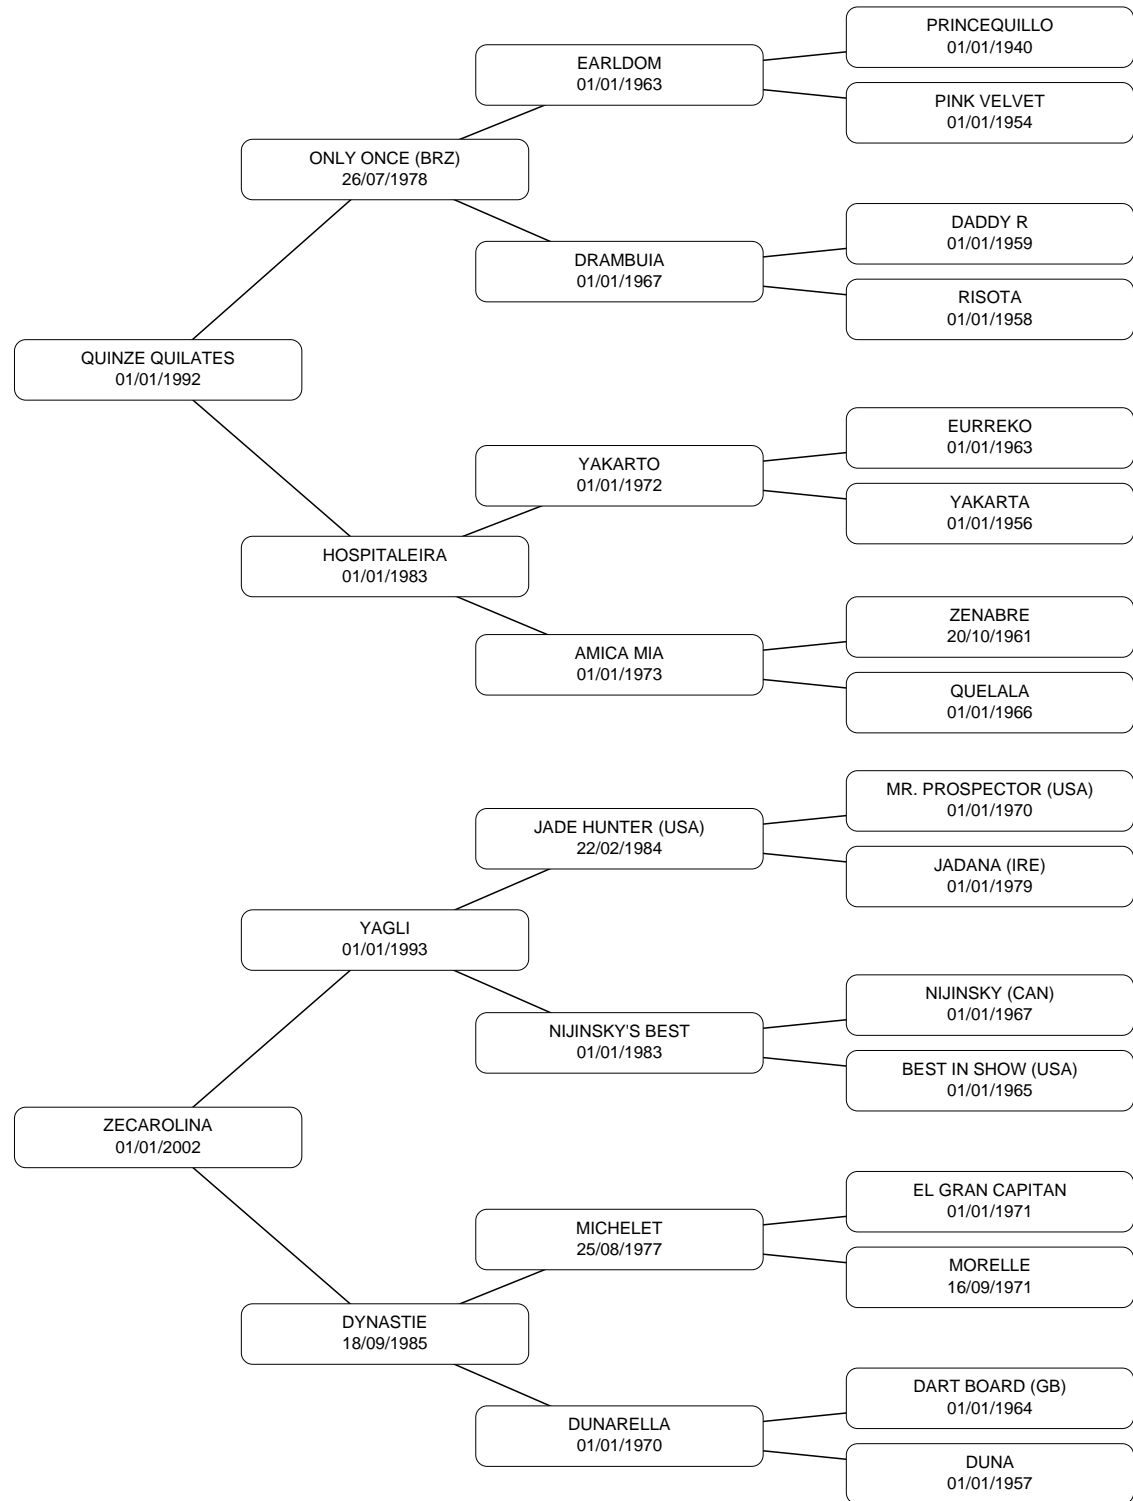 PRINCEQUILLO
01/01/1940
EARLDOM
01/01/1963
PINK VELVET
01/01/1954
ONLY ONCE (BRZ)
26/07/1978
DADDY R
01/01/1959
DRAMBUIA
01/01/1967
RISOTA
01/01/1958
QUINZE QUILATES
01/01/1992
EURREKO
01/01/1963
YAKARTO
01/01/1972
YAKARTA
01/01/1956
HOSPITALEIRA
01/01/1983
ZENABRE
20/10/1961
AMICA MIA
01/01/1973
QUELALA
01/01/1966
MR. PROSPECTOR (USA)
01/01/1970
JADE HUNTER (USA)
22/02/1984
JADANA (IRE)
01/01/1979
YAGLI
01/01/1993
NIJINSKY (CAN)
01/01/1967
NIJINSKY'S BEST
01/01/1983
BEST IN SHOW (USA)
01/01/1965
ZECAROLINA
01/01/2002
EL GRAN CAPITAN
01/01/1971
MICHELET
25/08/1977
MORELLE
16/09/1971
DYNASTIE
18/09/1985
DART BOARD (GB)
01/01/1964
DUNARELLA
01/01/1970
DUNA
01/01/1957